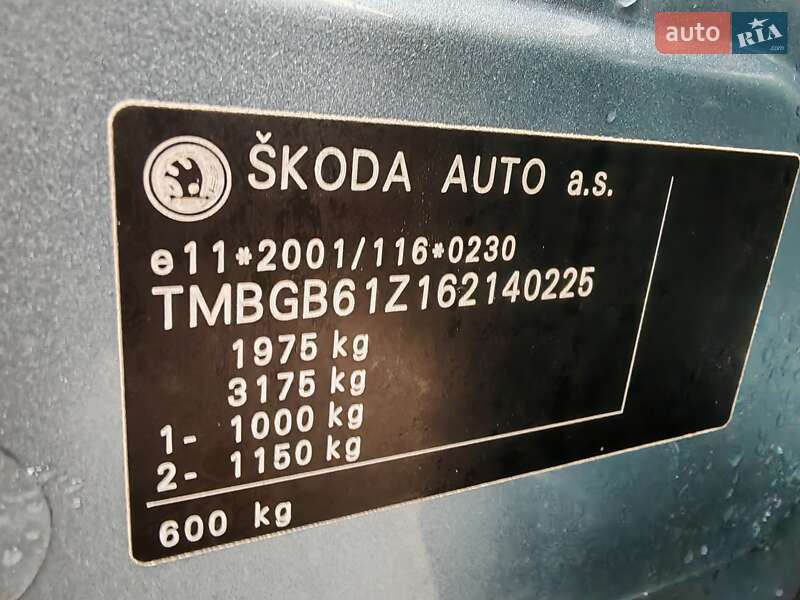 auto RIA.com
ŠKODA AUTO a.s.
e11*2001/116*0230
TMBGB61Z162140225
1975 kg
3175 kg
1- 1000 kg
2- 1150 kg
600 kg